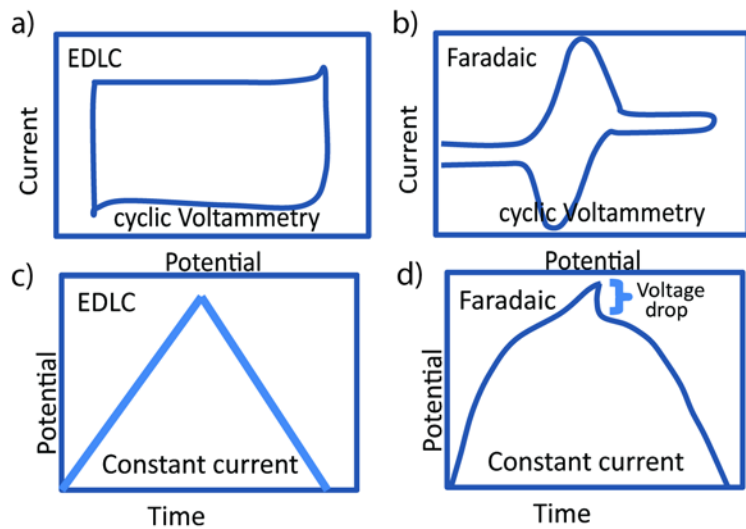 a)
EDLC
Current
cyclic Voltammetry
Potential
b)
Faradaic
Current
cyclic Voltammetry
Potential
c)
EDLC
Potential
Constant current
Time
d)
Faradaic
Voltage
drop
Potential
Constant current
Time